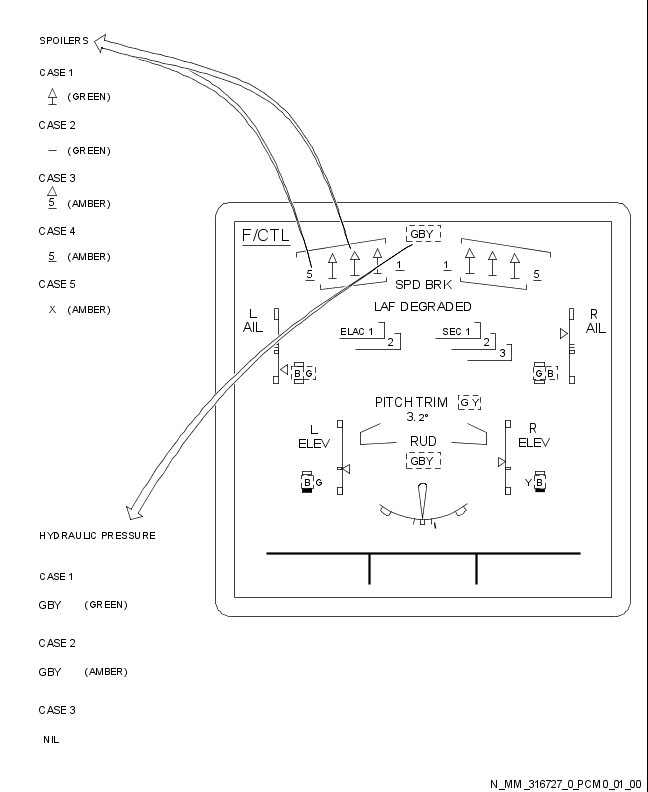 SPOILERS
CASE 1
(GREEN)
CASE 2
– (GREEN)
CASE 3
5 (AMBER)
CASE 4
5 (AMBER)
CASE 5
X (AMBER)
F/CTL
GBY
5 1 1 5
SPD BRK
LAF DEGRADED
L
AIL
R
AIL
ELAC 1
2
SEC 1
2
3
B G
G B
PITCH TRIM G Y
3.2°
L
ELEV
R
ELEV
RUD
GBY
B G
Y B
HYDRAULIC PRESSURE
CASE 1
GBY (GREEN)
CASE 2
GBY (AMBER)
CASE 3
NIL
N_MM_316727_0_PCM0_01_00